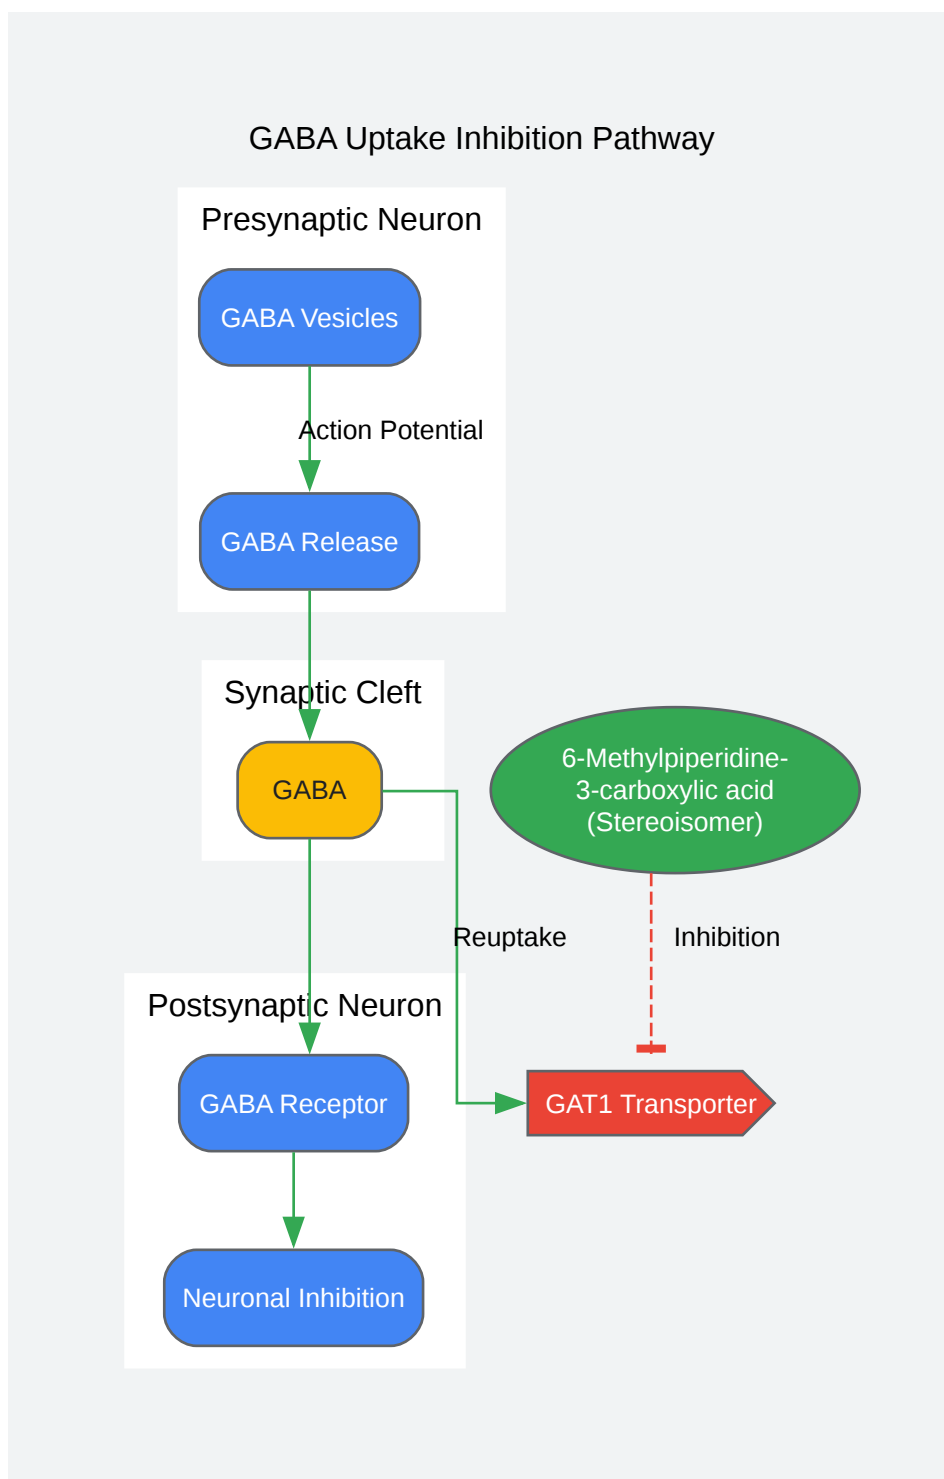 GABA Uptake Inhibition Pathway
Presynaptic Neuron
GABA Vesicles
Action Potential
GABA Release
Synaptic Cleft
GABA
6-Methylpiperidine-
3-carboxylic acid
(Stereoisomer)
Reuptake
Inhibition
Postsynaptic Neuron
GABA Receptor
GAT1 Transporter
Neuronal Inhibition